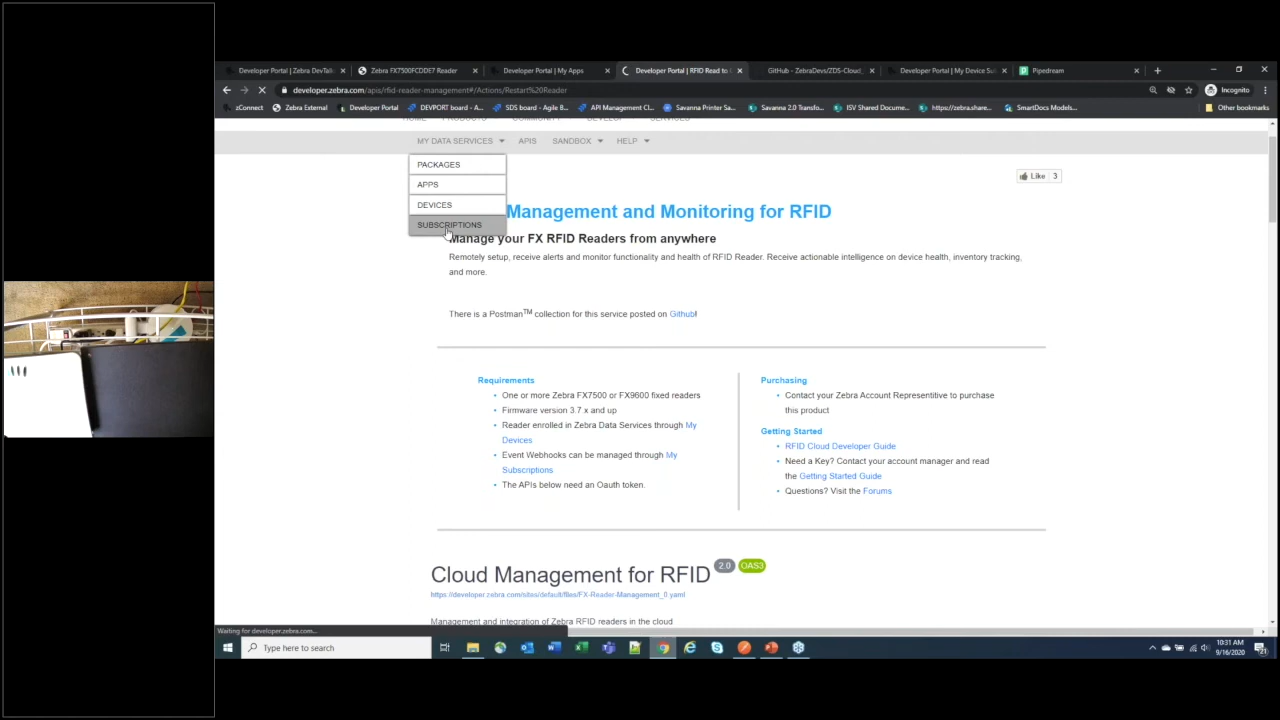 Developer Portal | Zebra DevTalk
Zebra FX7500FCDDE7 Reader
Developer Portal | My Apps
Developer Portal | RFID Read to
GitHub - ZebraDevs/ZDS-Cloud_
Developer Portal | My Device Sub
Pipedream
developer.zebra.com/apis/rfid-reader-management#/Actions/Restart%20Reader
Incognito
zConnect
Zebra External
Developer Portal
DEVPORT board - A...
SDS board - Agile B...
API Management Cl...
Savanna Printer Sa...
Savanna 2.0 Transfo...
ISV Shared Docume...
https://zebra.share...
SmartDocs Models...
Other bookmarks
HOME PRODUCTS COMMUNITY DEVELOP SERVICES
MY DATA SERVICES APIS SANDBOX HELP
PACKAGES
APPS
DEVICES
SUBSCRIPTIONS
Like 3
Management and Monitoring for RFID
Manage your FX RFID Readers from anywhere
Remotely setup, receive alerts and monitor functionality and health of RFID Reader. Receive actionable intelligence on device health, inventory tracking,
and more.
There is a Postman™ collection for this service posted on Github!
Requirements
One or more Zebra FX7500 or FX9600 fixed readers
Firmware version 3.7 x and up
Reader enrolled in Zebra Data Services through My
Devices
Event Webhooks can be managed through My
Subscriptions
The APIs below need an Oauth token.
Purchasing
Contact your Zebra Account Representitive to purchase
this product
Getting Started
RFID Cloud Developer Guide
Need a Key? Contact your account manager and read
the Getting Started Guide
Questions? Visit the Forums
Cloud Management for RFID 2.0 OAS3
https://developer.zebra.com/sites/default/files/FX-Reader-Management_0.yaml
Management and integration of Zebra RFID readers in the cloud
Waiting for developer.zebra.com...
Type here to search
10:31 AM
9/16/2020
21